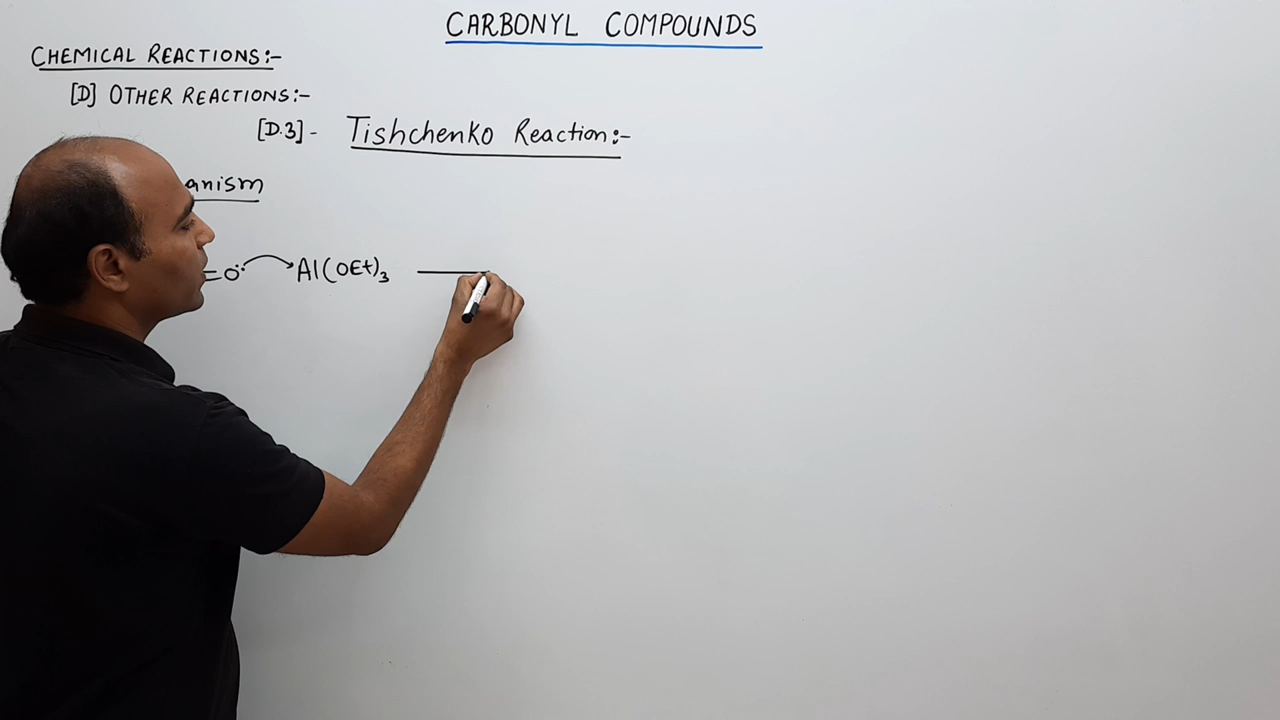 CARBONYL COMPOUNDS
CHEMICAL REACTIONS:-
[D] OTHER REACTIONS:-
[D.3]- Tishchenko Reaction:-
anism
=O: Al(OEt)3